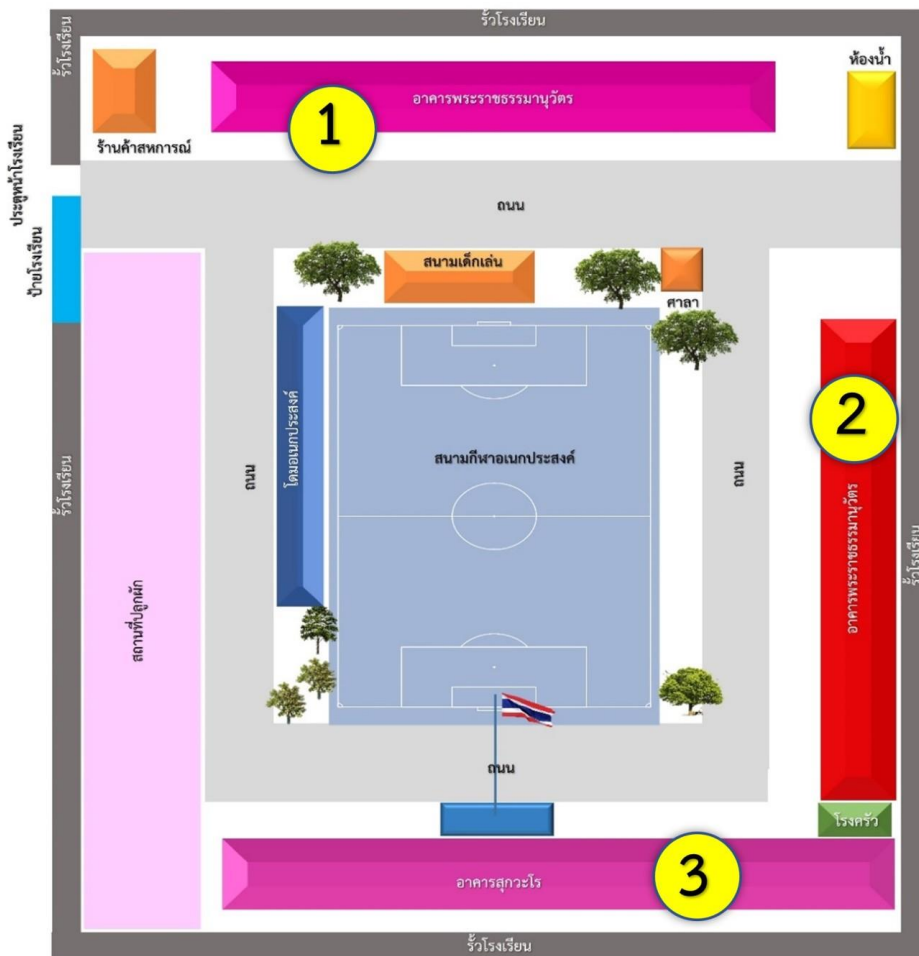 รั้วโรงเรียน
รั้วโรงเรียน
ห้องน้ำ
อาคารพระราชธรรมานุวัตร
1
ร้านค้าสหการณ์
ประตูหน้าโรงเรียน
ป้ายโรงเรียน
ถนน
สนามเด็กเล่น
ศาลา
โดมอเนกประสงค์
สนามกีฬาอเนกประสงค์
2
ถนน
ถนน
รั้วโรงเรียน
รั้วโรงเรียน
อาคารพระราชธรรมานุวัตร
สถานที่ปลูกผัก
ถนน
โรงครัว
อาคารสุกวะโร
3
รั้วโรงเรียน